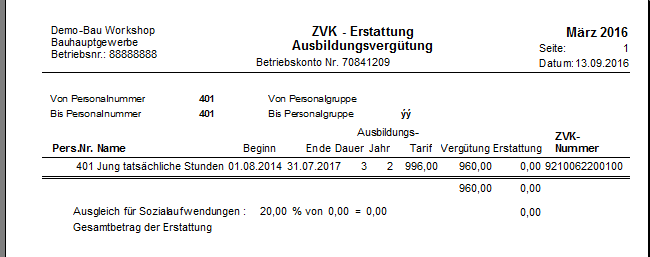 Demo-Bau Workshop ZVK - Erstattung März 2016
Bauhauptgewerbe Ausbildungsvergütung Seite: 1
Betriebsnr.: 88888888 Betriebskonto Nr. 70841209 Datum:13.09.2016
Von Personalnummer 401 Von Personalgruppe
Bis Personalnummer 401 Bis Personalgruppe ýÿ
Ausbildungs- ZVK-
Pers.Nr. Name Beginn Ende Dauer Jahr Tarif Vergütung Erstattung Nummer
401 Jung tatsächliche Stunden 01.08.2014 31.07.2017 3 2 996,00 960,00 0,00 9210062200100
960,00 0,00
Ausgleich für Sozialaufwendungen : 20,00 % von 0,00 = 0,00 0,00
Gesamtbetrag der Erstattung